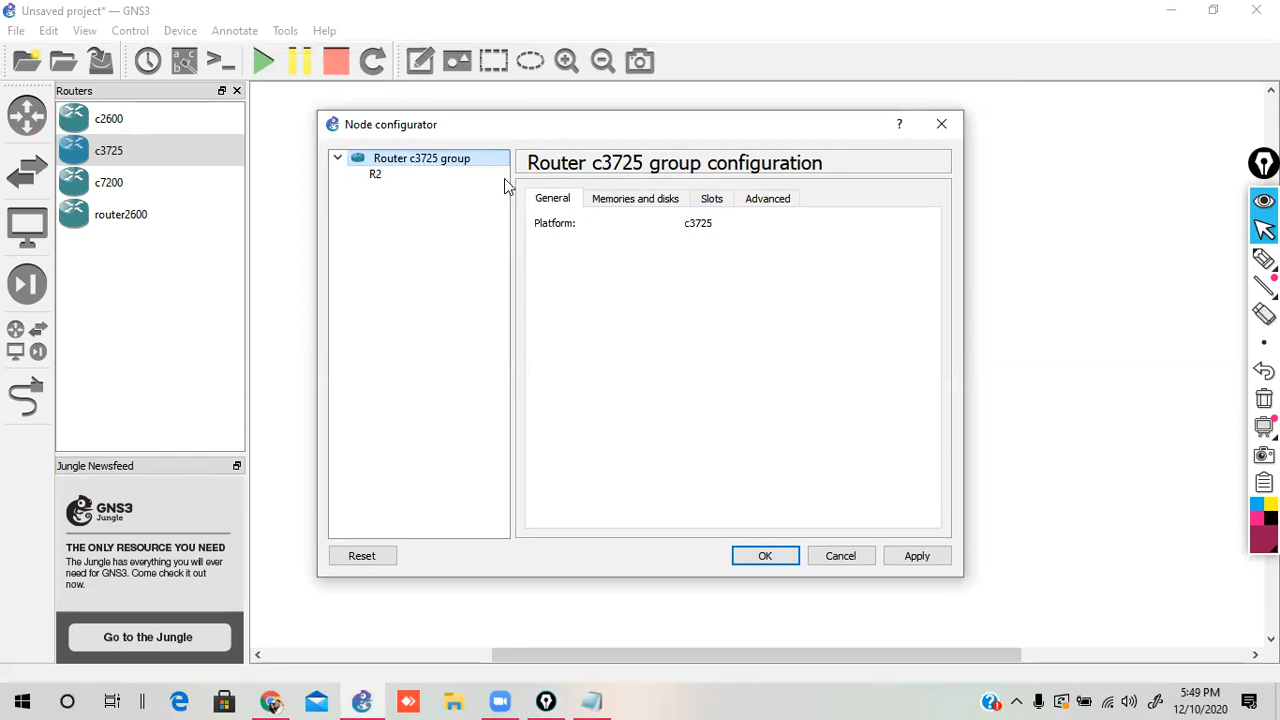 Unsaved project* — GNS3
File Edit View Control Device Annotate Tools Help
Routers
c2600
c3725
c7200
router2600
Jungle Newsfeed
GNS3
Jungle
THE ONLY RESOURCE YOU NEED
The Jungle has everything you will ever
need for GNS3. Come check it out
now.
Go to the Jungle
Node configurator
?
Router c3725 group
R2
Router c3725 group configuration
General Memories and disks Slots Advanced
Platform: c3725
Reset OK Cancel Apply
5:49 PM
12/10/2020